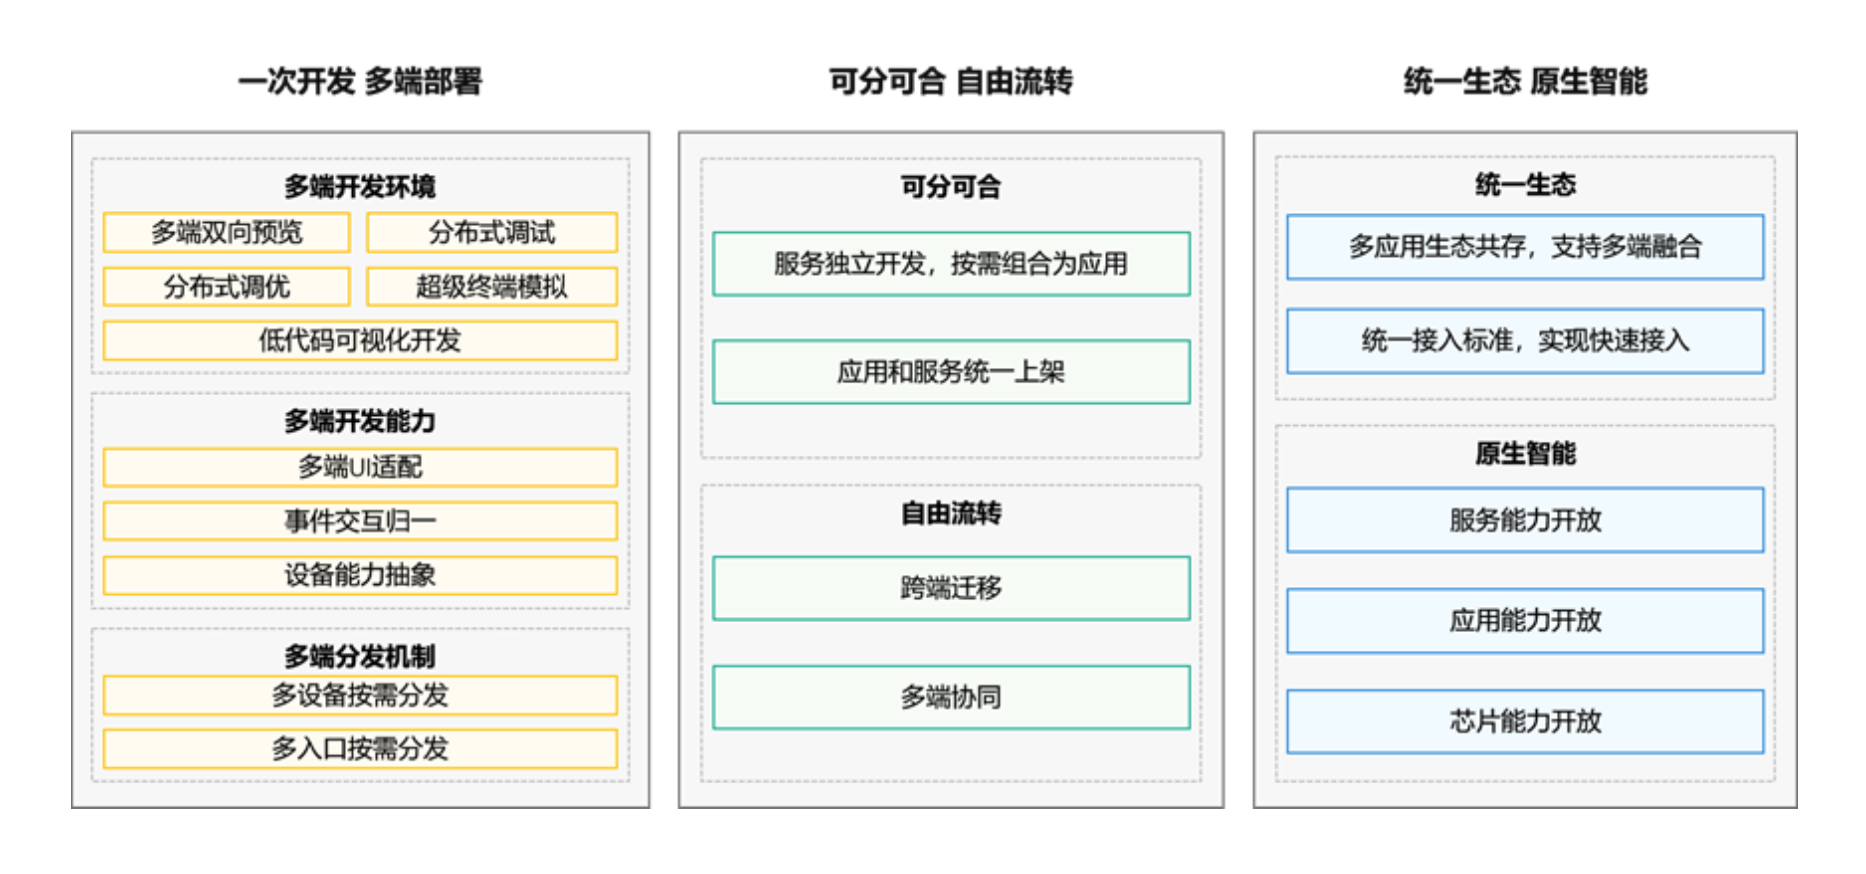 一次开发 多端部署
多端开发环境
多端双向预览
分布式调试
分布式调优
超级终端模拟
低代码可视化开发
多端开发能力
多端UI适配
事件交互归一
设备能力抽象
多端分发机制
多设备按需分发
多入口按需分发
可分可合 自由流转
可分可合
服务独立开发，按需组合为应用
应用和服务统一上架
自由流转
跨端迁移
多端协同
统一生态 原生智能
统一生态
多应用生态共存，支持多端融合
统一接入标准，实现快速接入
原生智能
服务能力开放
应用能力开放
芯片能力开放